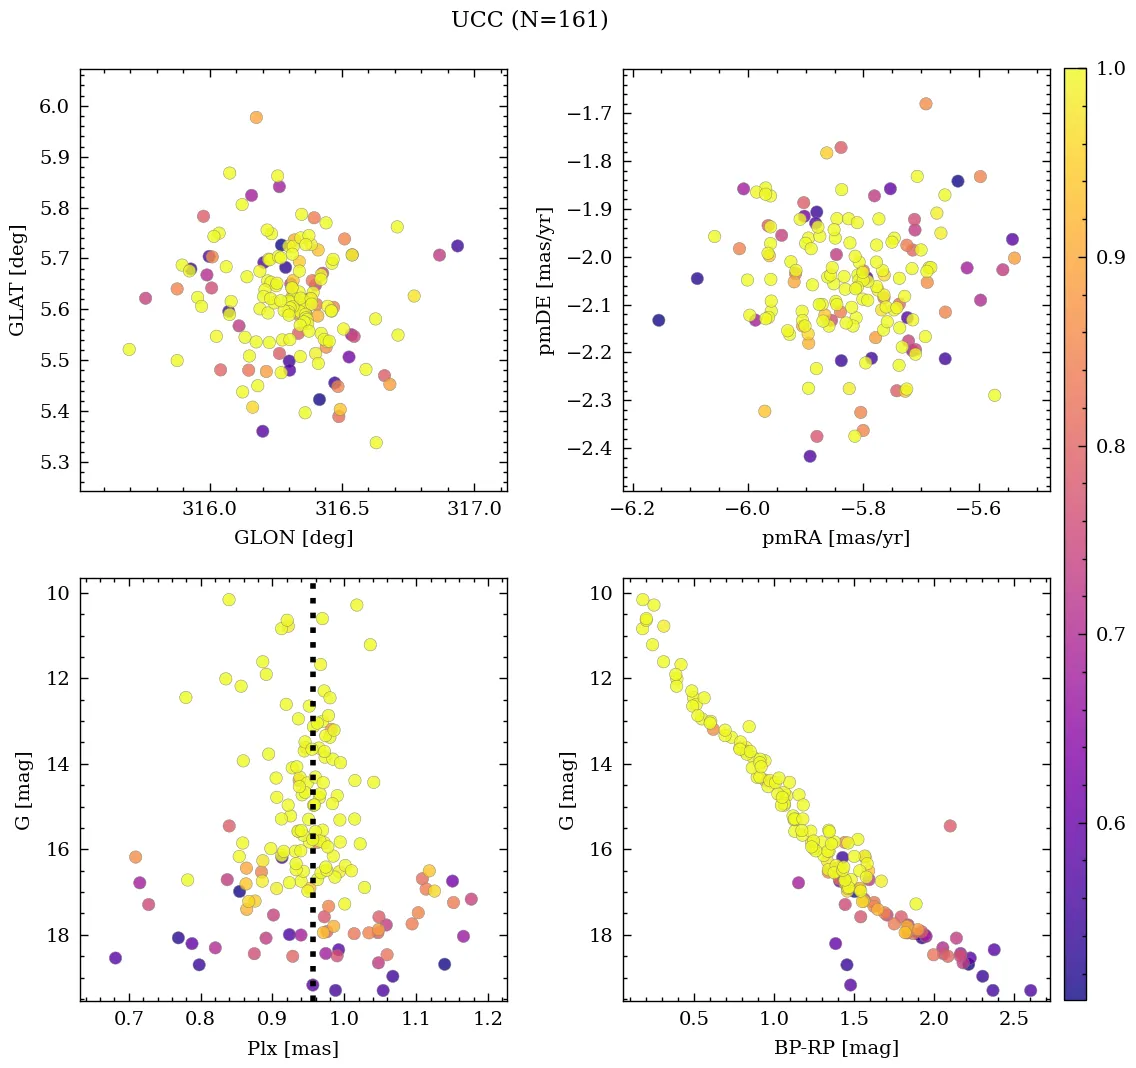 UCC (N=161)
6.0
5.9
5.8
5.7
5.6
5.5
5.4
5.3
GLAT [deg]
316.0 316.5 317.0
GLON [deg]
−1.7
−1.8
−1.9
−2.0
−2.1
−2.2
−2.3
−2.4
pmDE [mas/yr]
−6.2 −6.0 −5.8 −5.6
pmRA [mas/yr]
1.0
0.9
0.8
0.7
0.6
10
12
14
16
18
G [mag]
0.7 0.8 0.9 1.0 1.1 1.2
Plx [mas]
10
12
14
16
18
G [mag]
0.5 1.0 1.5 2.0 2.5
BP-RP [mag]